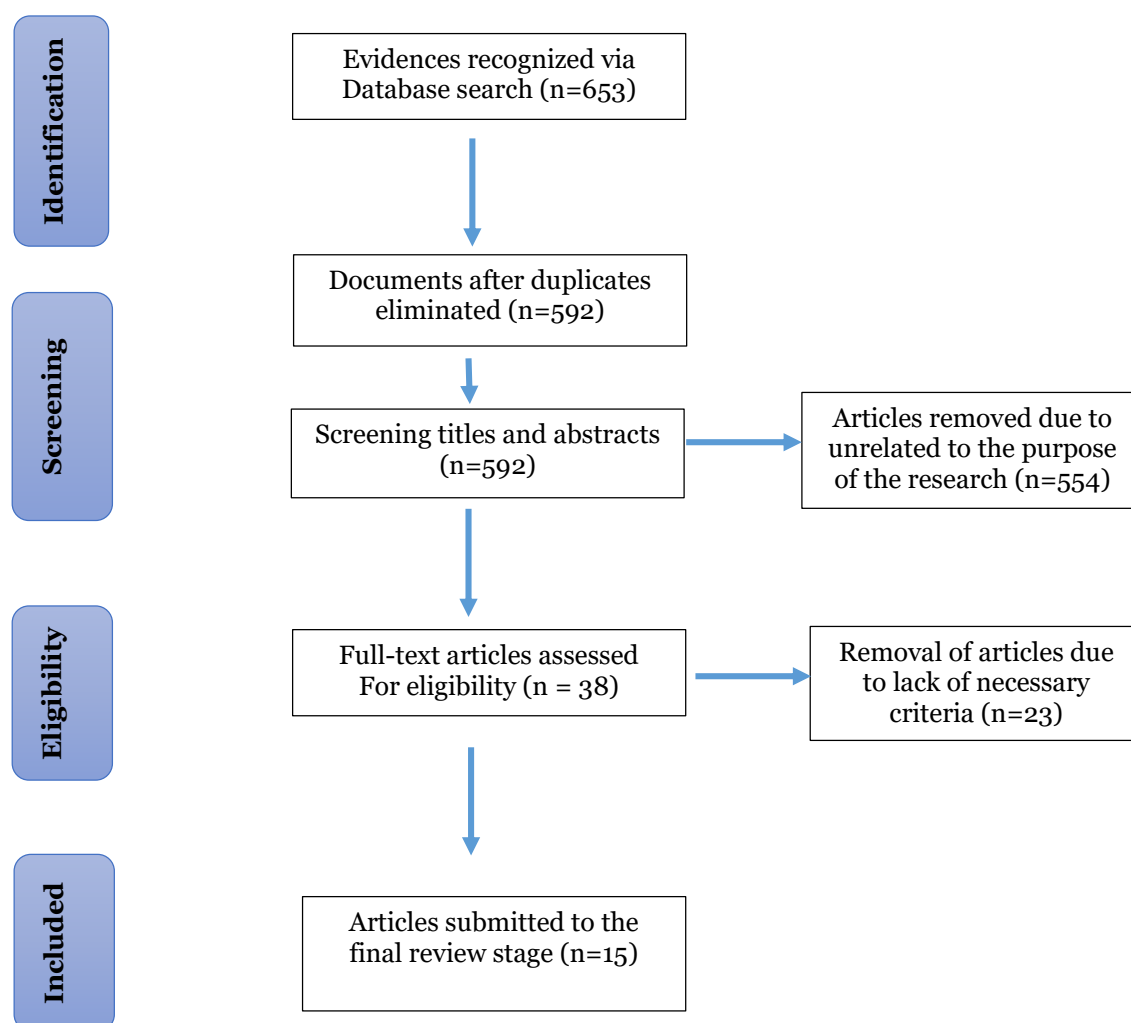 Identification
Evidences recognized via
Database search (n=653)
Documents after duplicates
eliminated (n=592)
Screening
Screening titles and abstracts
(n=592)
Articles removed due to
unrelated to the purpose
of the research (n=554)
Eligibility
Full-text articles assessed
For eligibility (n = 38)
Removal of articles due
to lack of necessary
criteria (n=23)
Included
Articles submitted to the
final review stage (n=15)